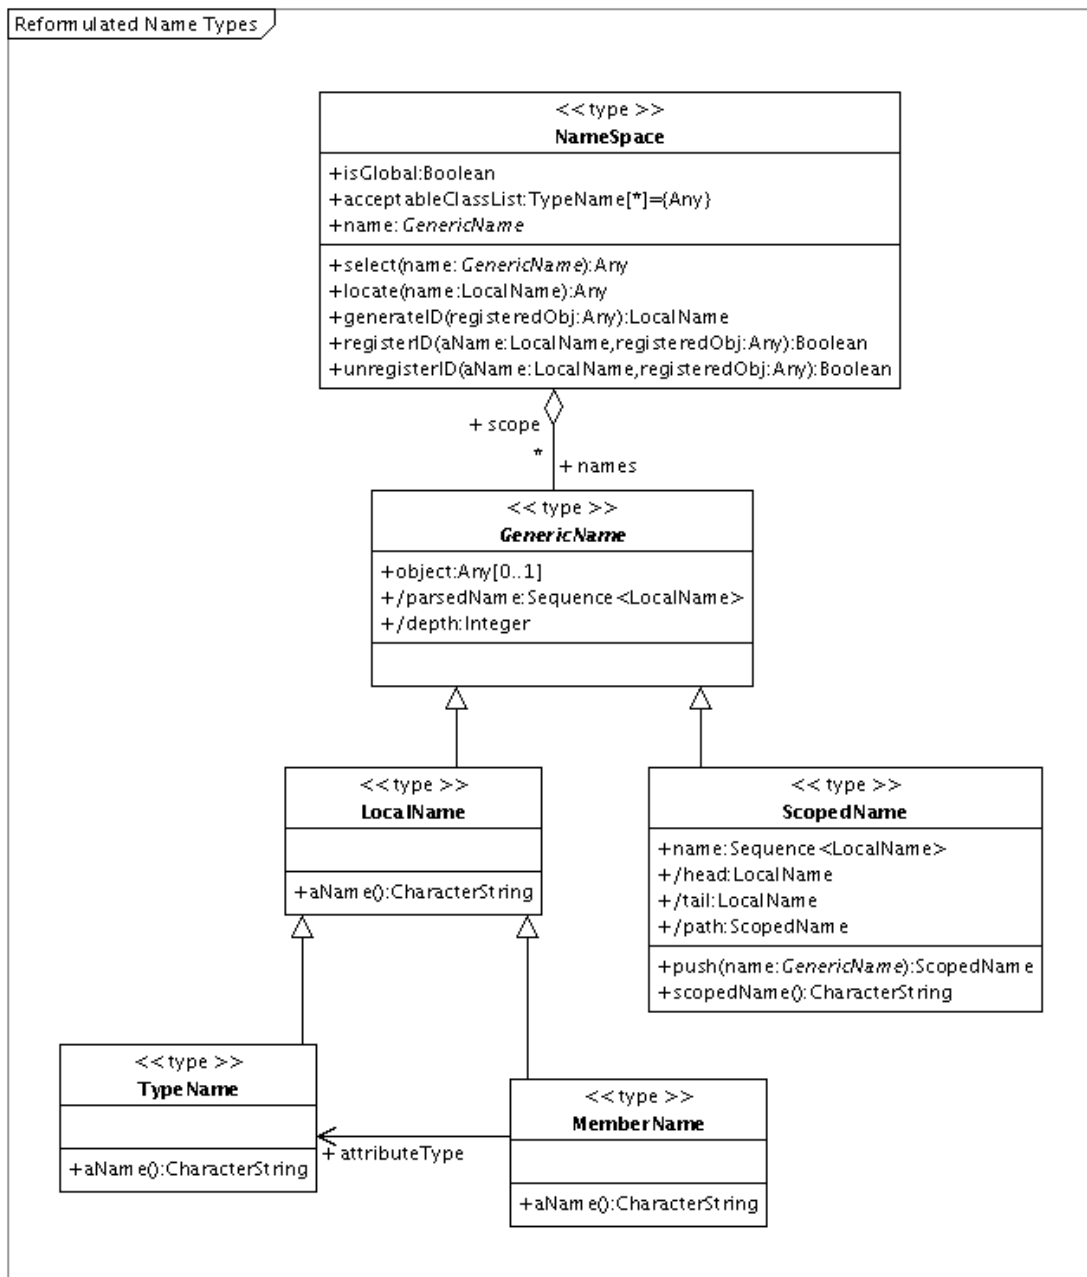 Reformulated Name Types
<<type >>
NameSpace
+isGlobal:Boolean
+acceptableClassList:TypeName[*]={Any}
+name:GenericName
+select(name:GenericName):Any
+locate(name:LocalName):Any
+generateID(registeredObj:Any):LocalName
+registerID(aName:LocalName,registeredObj:Any):Boolean
+unregisterID(aName:LocalName,registeredObj:Any):Boolean
+ scope
*
+ names
<<type >>
GenericName
+object:Any[0..1]
+/parsedName:Sequence<LocalName>
+/depth:Integer
<<type >>
LocalName
+aName():CharacterString
<<type >>
ScopedName
+name:Sequence<LocalName>
+/head:LocalName
+/tail:LocalName
+/path:ScopedName
+push(name:GenericName):ScopedName
+scopedName():CharacterString
<<type >>
TypeName
+aName():CharacterString
+ attributeType
<<type >>
MemberName
+aName():CharacterString